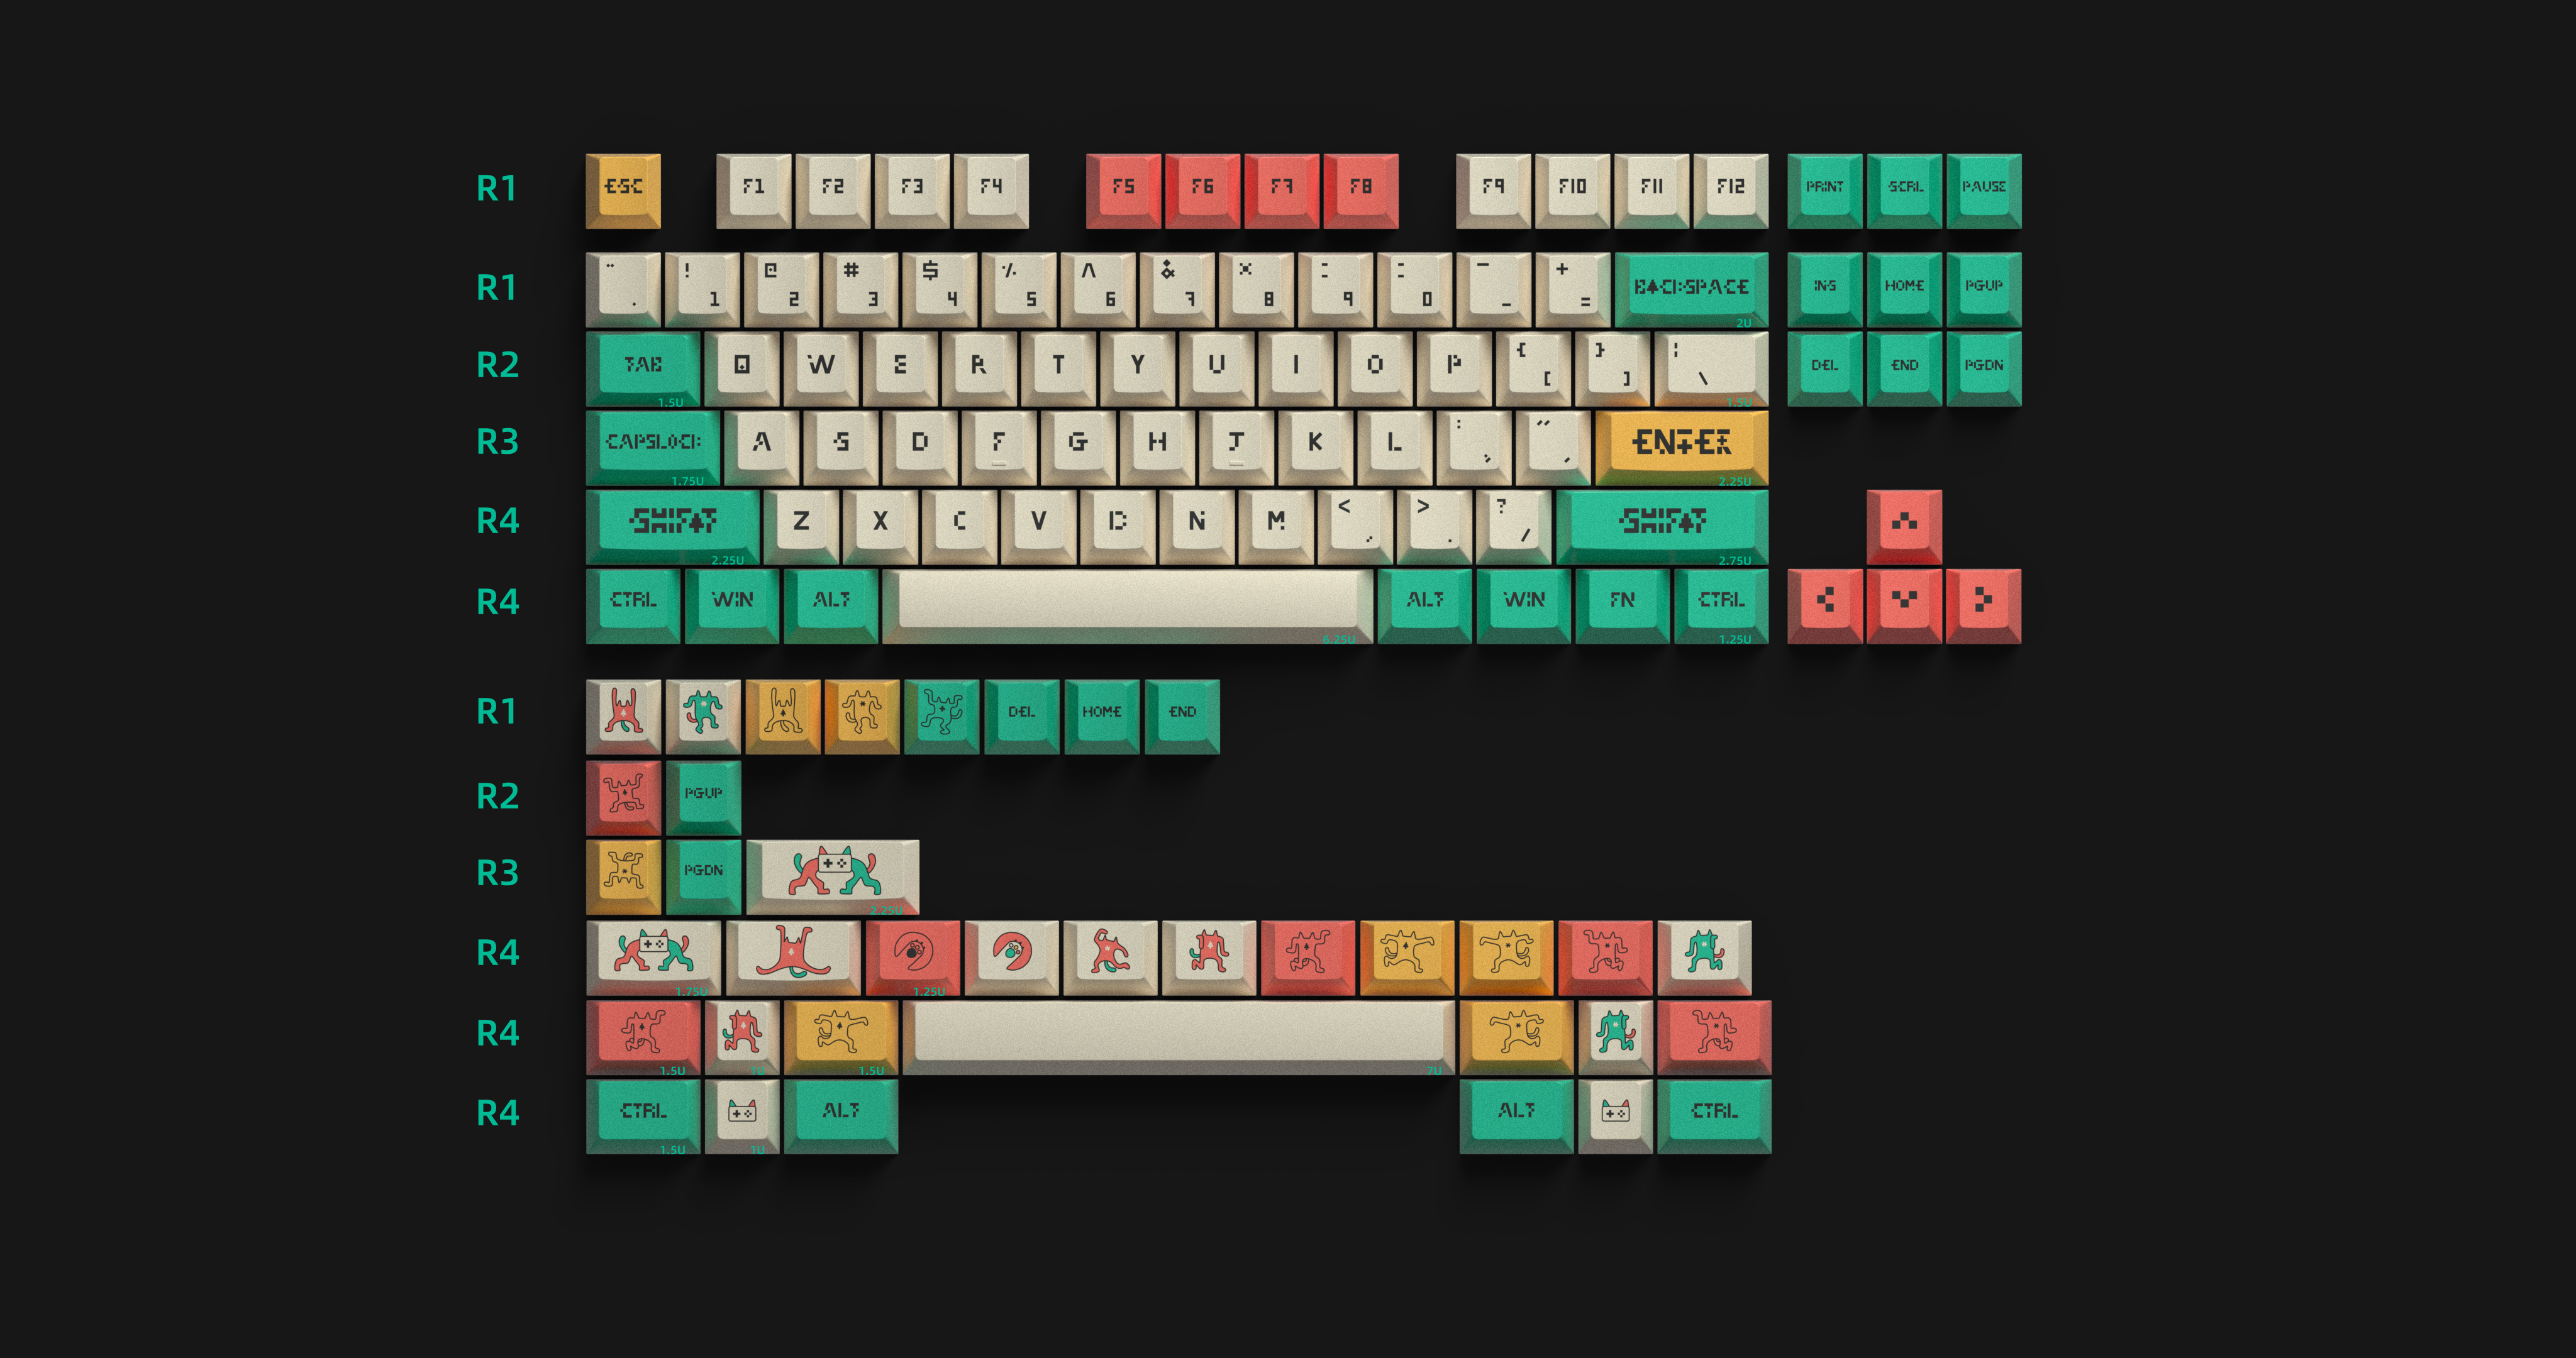 R1 ESC F1 F2 F3 F4 F5 F6 F7 F8 F9 F10 F11 F12 PRINT SCRL PAUSE
R1 ¨ . ! 1 @ 2 # 3 $ 4 % 5 ^ 6 & 7 * 8 9 0 - _ + = BACKSPACE 2U INS HOME PGUP
R2 TAB 1.5U Q W E R T Y U I O P { [ } ] ¦ \ 1.5U DEL END PGDN
R3 CAPSLOCK 1.75U A S D F G H J K L : ; " , ENTER 2.25U
R4 SHIFT 2.25U Z X C V B N M < , > . ? / SHIFT 2.75U
R4 CTRL WIN ALT 6.25U ALT WIN FN CTRL 1.25U
R1 DEL HOME END
R2 PGUP
R3 PGDN 2.25U
R4 1.75U 1.25U
R4 1.5U 1U 1.5U 7U
R4 CTRL 1.5U 1U ALT ALT CTRL